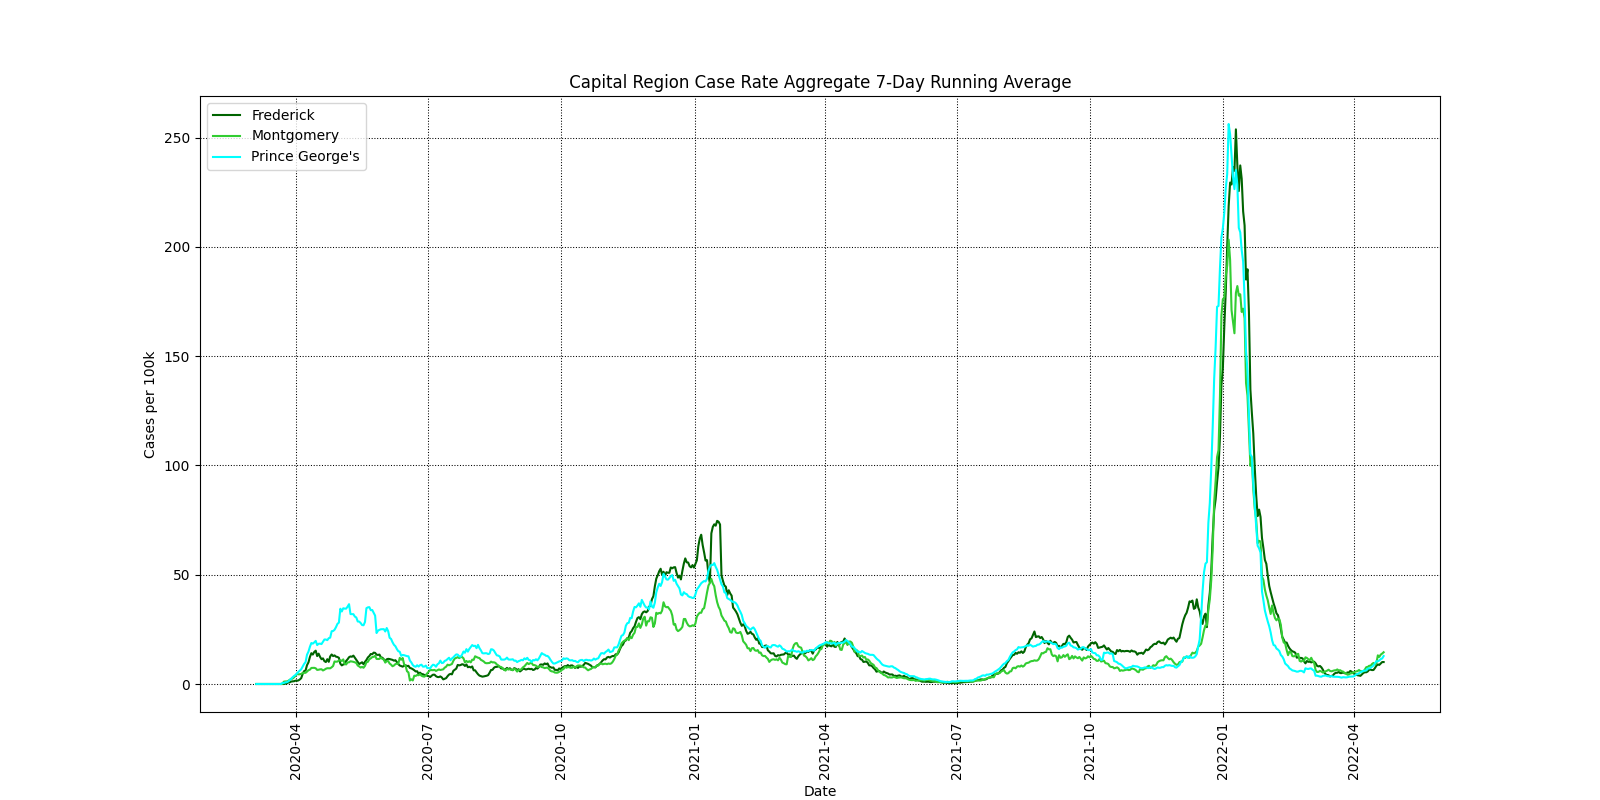 Capital Region Case Rate Aggregate 7-Day Running Average
Frederick
Montgomery
Prince George's
Cases per 100k
250
200
150
100
50
0
2020-04
2020-07
2020-10
2021-01
2021-04
2021-07
2021-10
2022-01
2022-04
Date